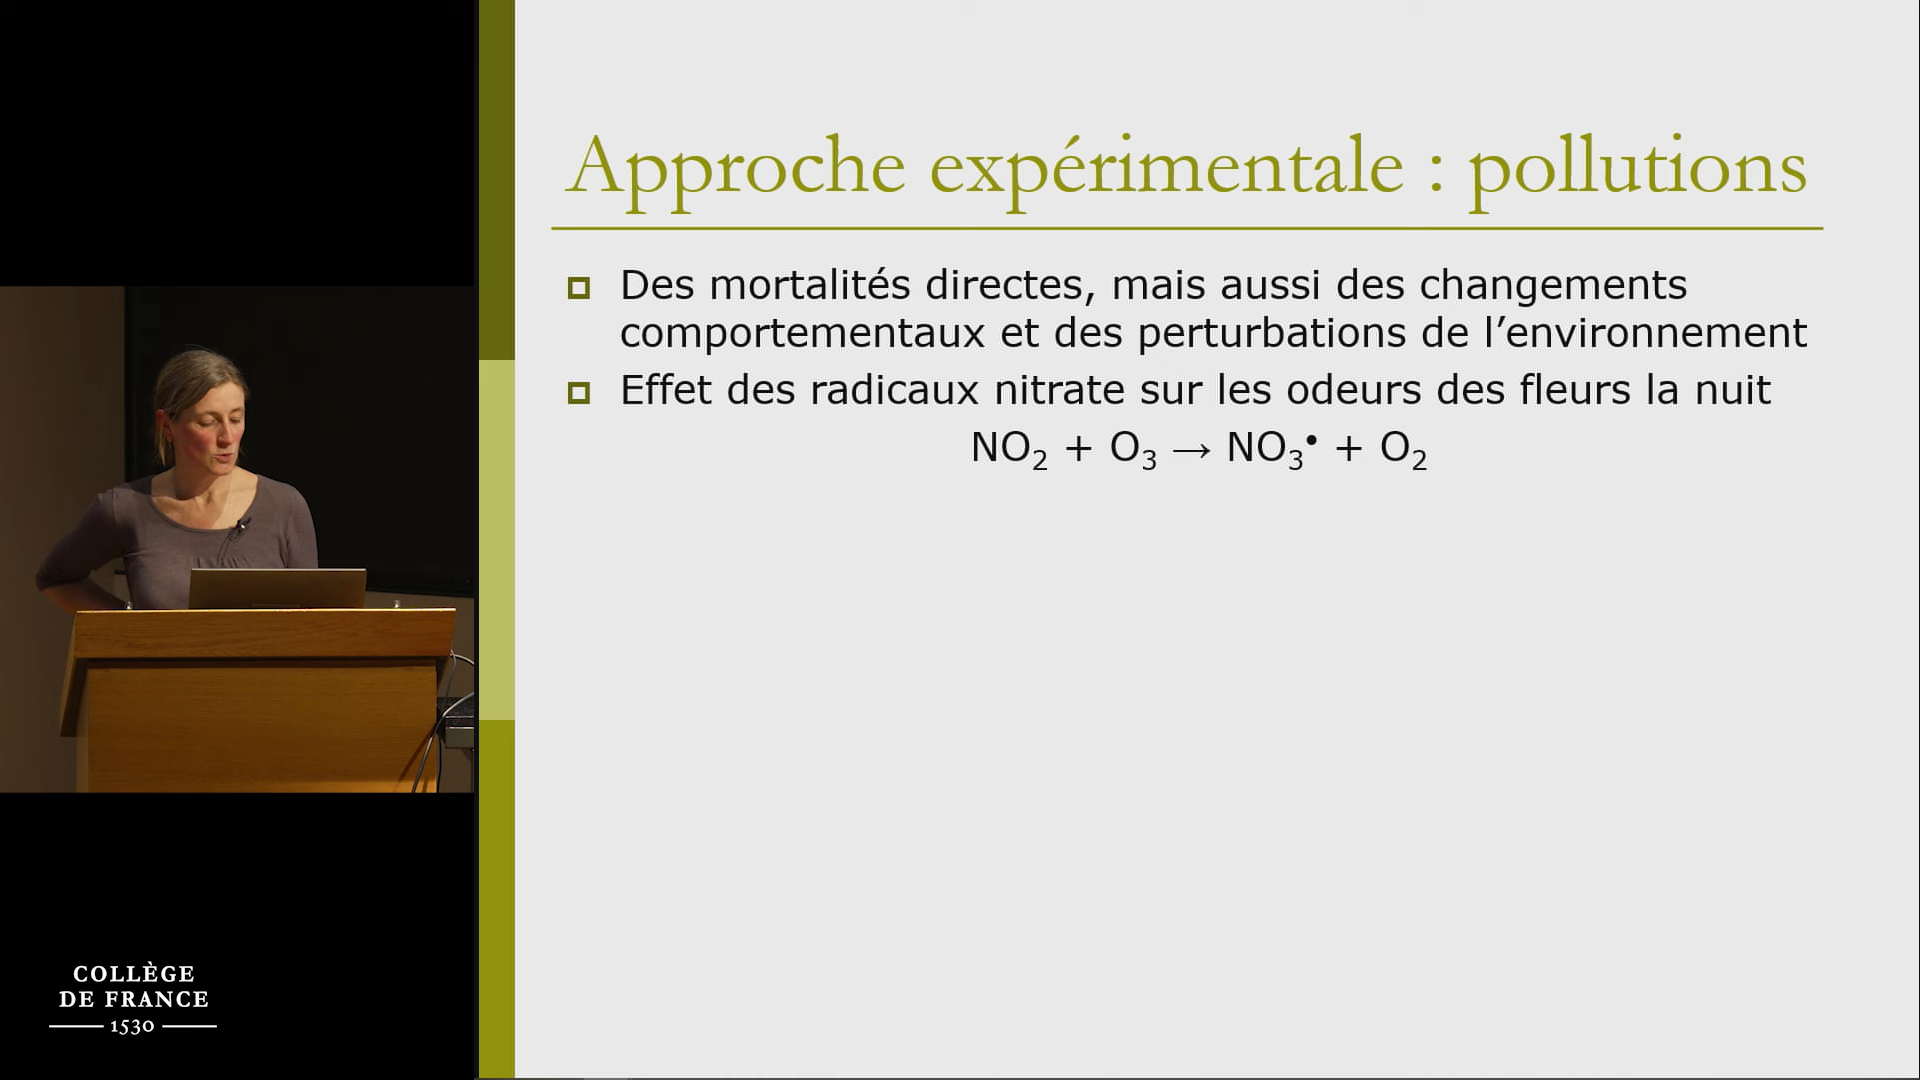 Approche expérimentale : pollutions
Des mortalités directes, mais aussi des changements
comportementaux et des perturbations de l’environnement
Effet des radicaux nitrate sur les odeurs des fleurs la nuit
NO₂ + O₃ → NO₃• + O₂
COLLÈGE
DE FRANCE
1530